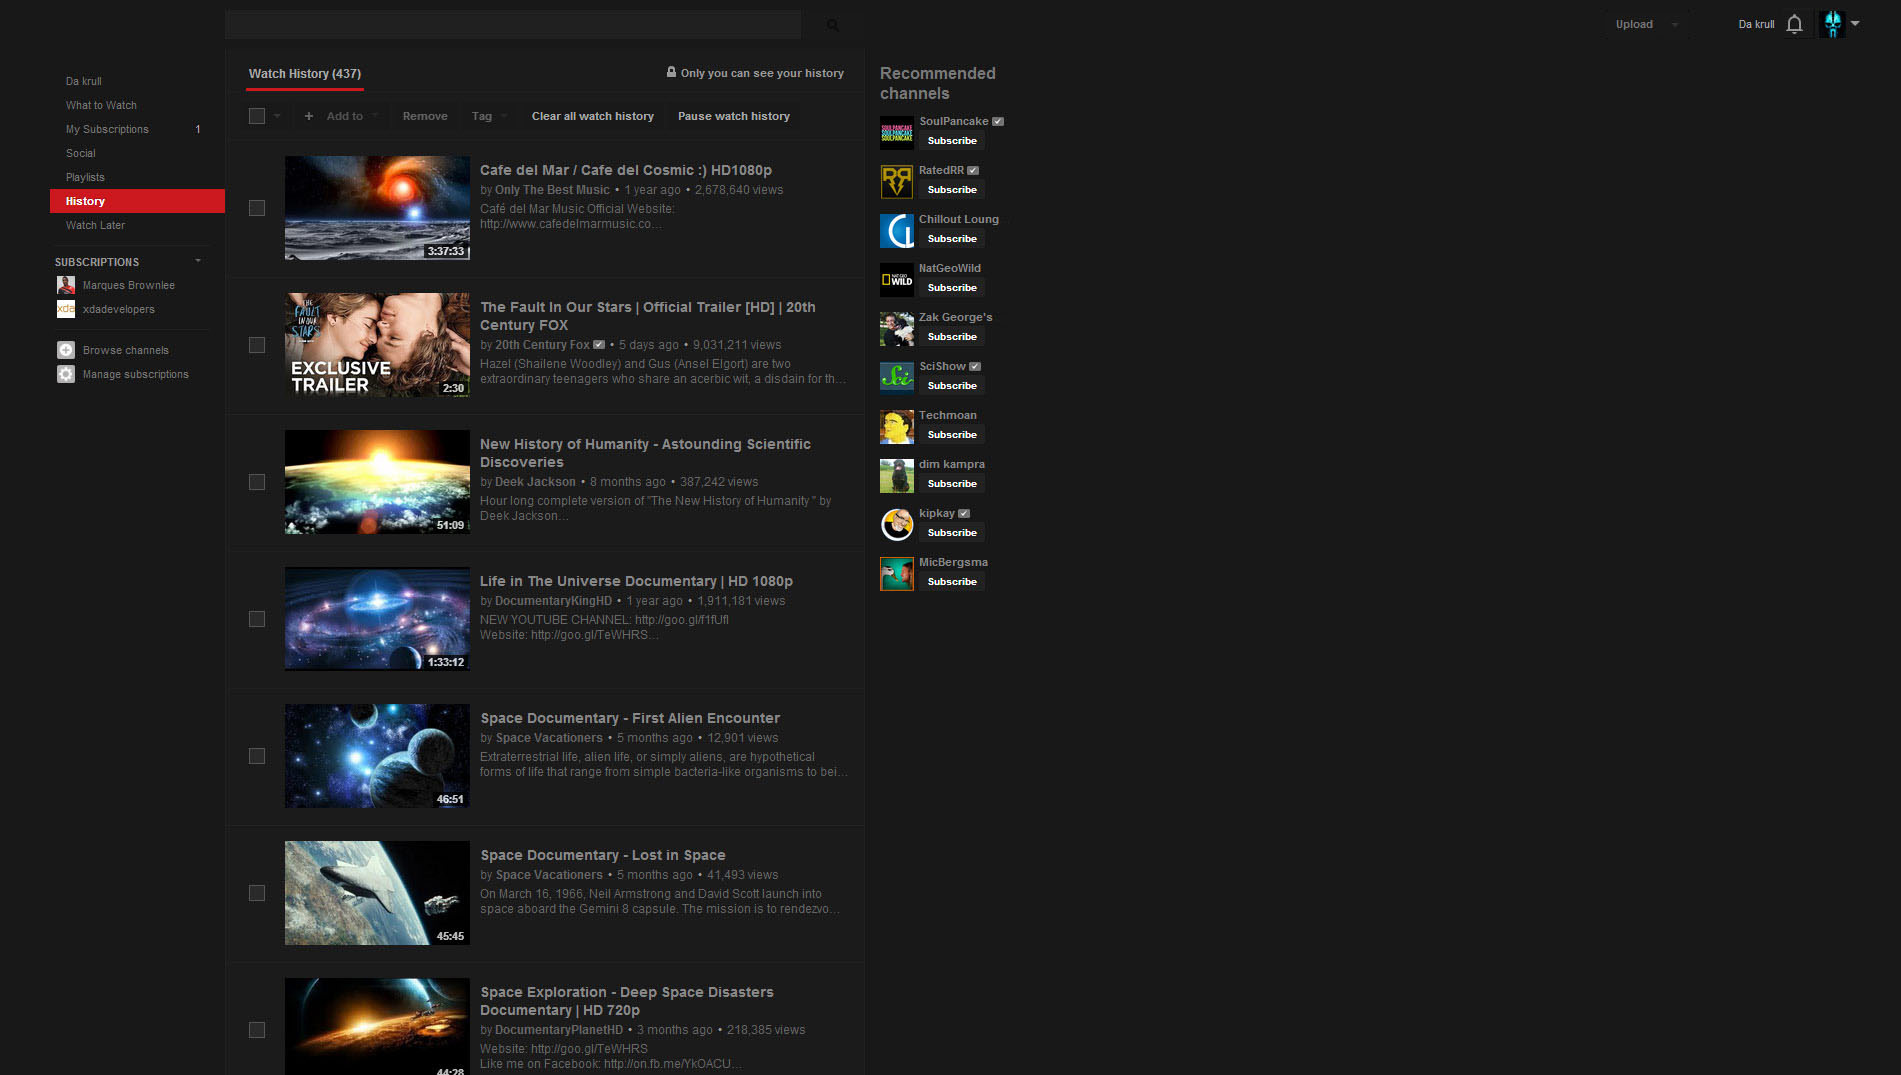 Upload
Da krull
Da krull
What to Watch
My Subscriptions 1
Social
Playlists
History
Watch Later
SUBSCRIPTIONS
Marques Brownlee
xda
xdadevelopers
Browse channels
Manage subscriptions
Watch History (437)
Only you can see your history
Add to
Remove
Tag
Clear all watch history
Pause watch history
3:37:33
Cafe del Mar / Cafe del Cosmic :) HD1080p
by Only The Best Music • 1 year ago • 2,678,640 views
Café del Mar Music Official Website:
http://www.cafedelmarmusic.co...
THE
FAULT
IN OUR
STARS
EXCLUSIVE
TRAILER
2:30
The Fault In Our Stars | Official Trailer [HD] | 20th
Century FOX
by 20th Century Fox • 5 days ago • 9,031,211 views
Hazel (Shailene Woodley) and Gus (Ansel Elgort) are two
extraordinary teenagers who share an acerbic wit, a disdain for th...
51:09
New History of Humanity - Astounding Scientific
Discoveries
by Deek Jackson • 8 months ago • 387,242 views
Hour long complete version of "The New History of Humanity " by
Deek Jackson...
1:33:12
Life in The Universe Documentary | HD 1080p
by DocumentaryKingHD • 1 year ago • 1,911,181 views
NEW YOUTUBE CHANNEL: http://goo.gl/f1fUfl
Website: http://goo.gl/TeWHRS...
46:51
Space Documentary - First Alien Encounter
by Space Vacationers • 5 months ago • 12,901 views
Extraterrestrial life, alien life, or simply aliens, are hypothetical
forms of life that range from simple bacteria-like organisms to bei...
45:45
Space Documentary - Lost in Space
by Space Vacationers • 5 months ago • 41,493 views
On March 16, 1966, Neil Armstrong and David Scott launch into
space aboard the Gemini 8 capsule. The mission is to rendezvo...
44:28
Space Exploration - Deep Space Disasters
Documentary | HD 720p
by DocumentaryPlanetHD • 3 months ago • 218,385 views
Website: http://goo.gl/TeWHRS
Like me on Facebook: http://on.fb.me/YkOACU...
Recommended
channels
SOULPANCAKE
SOULPANCAKE
SOULPANCAKE
SoulPancake
Subscribe
RatedRR
Subscribe
Chillout Loung
Subscribe
NAT GEO
WILD
NatGeoWild
Subscribe
Zak George's
Subscribe
Sci
SciShow
Subscribe
Techmoan
Subscribe
dim kampra
Subscribe
kipkay
Subscribe
MicBergsma
Subscribe